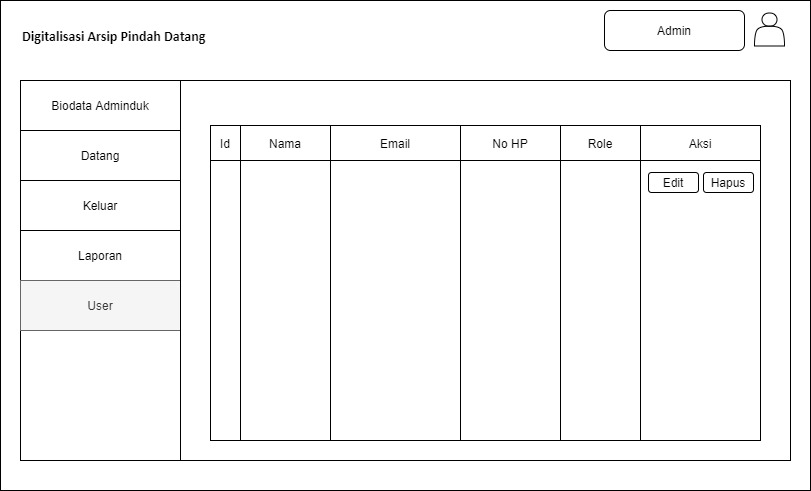 Digitalisasi Arsip Pindah Datang
Admin
Biodata Adminduk
Datang
Keluar
Laporan
User
Id Nama Email No HP Role Aksi
Edit Hapus